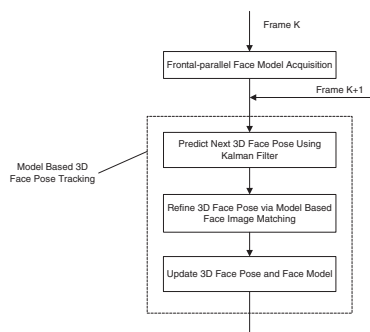 Frame K
Frontal-parallel Face Model Acquisition
Frame K+1
Predict Next 3D Face Pose Using
Kalman Filter
Model Based 3D
Face Pose Tracking
Refine 3D Face Pose via Model Based
Face Image Matching
Update 3D Face Pose and Face Model